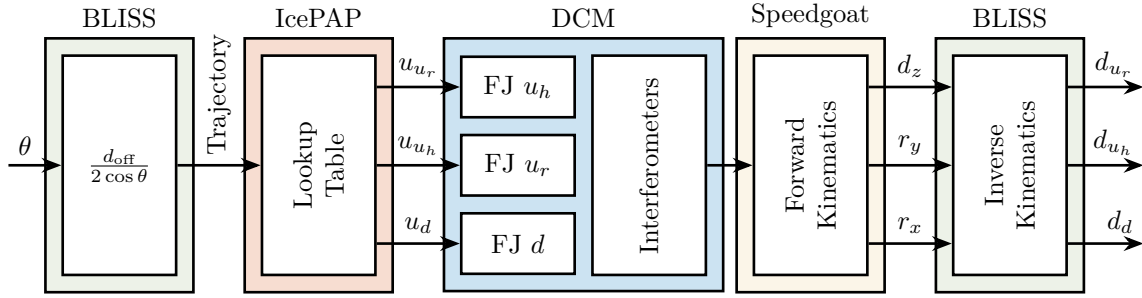 BLISS
IcePAP
DCM
Speedgoat
BLISS
θ
d_off / 2 cos θ
Trajectory
Lookup
Table
u_{u_r}
u_{u_h}
u_d
FJ u_h
FJ u_r
FJ d
Interferometers
Forward
Kinematics
d_z
r_y
r_x
Inverse
Kinematics
d_{u_r}
d_{u_h}
d_d